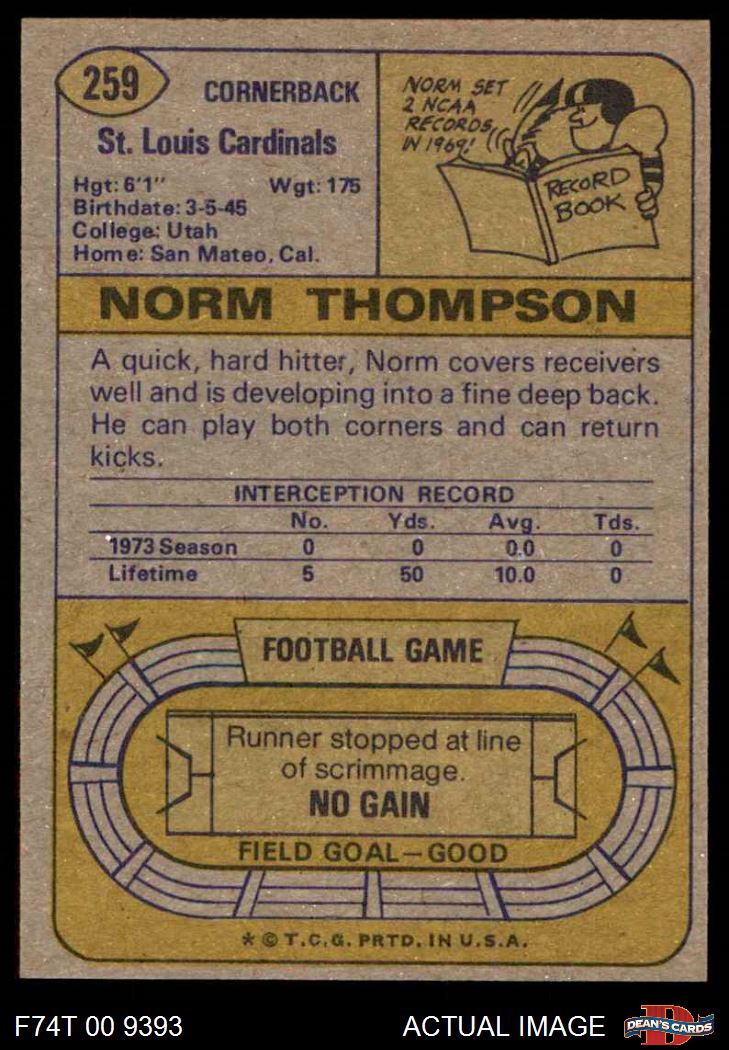 259
CORNERBACK
St. Louis Cardinals
Hgt: 6'1" Wgt: 175
Birthdate: 3-5-45
College: Utah
Home: San Mateo, Cal.
NORM SET
2 NCAA
RECORDS
IN 1969!
RECORD
BOOK
NORM THOMPSON
A quick, hard hitter, Norm covers receivers
well and is developing into a fine deep back.
He can play both corners and can return
kicks.
INTERCEPTION RECORD
No. Yds. Avg. Tds.
1973 Season 0 0 0.0 0
Lifetime 5 50 10.0 0
FOOTBALL GAME
Runner stopped at line
of scrimmage.
NO GAIN
FIELD GOAL—GOOD
* © T.C.G. PRTD. IN U.S.A.
F74T 00 9393 ACTUAL IMAGE
D
DEAN'S CARDS